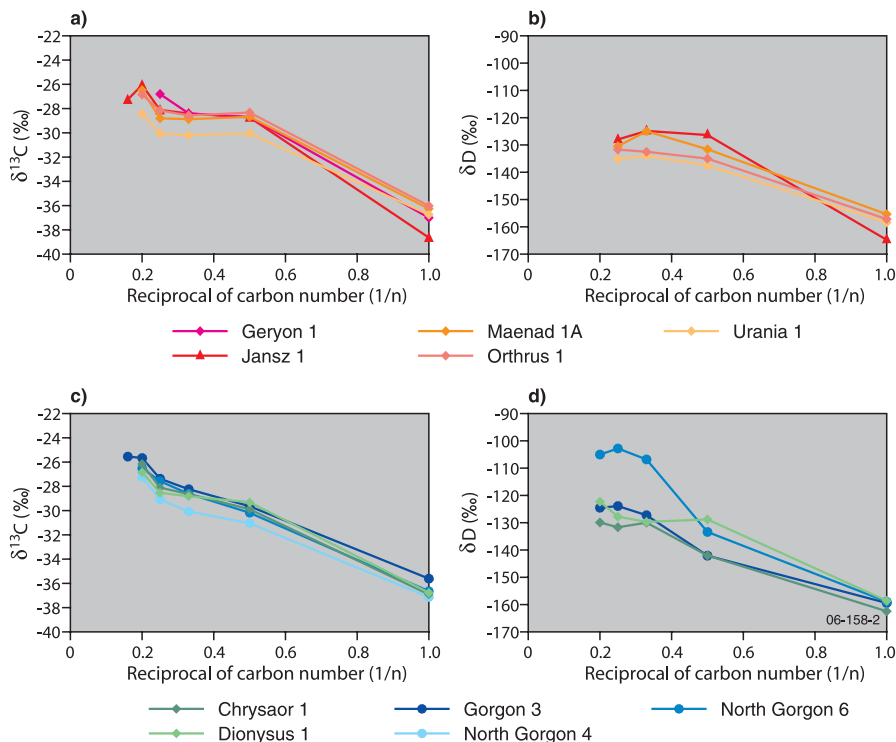 a)
-22
-24
-26
-28
-30
-32
-34
-36
-38
-40
δ¹³C (‰)
0 0.2 0.4 0.6 0.8 1.0
Reciprocal of carbon number (1/n)
b)
-90
-100
-110
-120
-130
-140
-150
-160
-170
δD (‰)
0 0.2 0.4 0.6 0.8 1.0
Reciprocal of carbon number (1/n)
Geryon 1 Maenad 1A Urania 1
Jansz 1 Orthrus 1
c)
-22
-24
-26
-28
-30
-32
-34
-36
-38
-40
δ¹³C (‰)
0 0.2 0.4 0.6 0.8 1.0
Reciprocal of carbon number (1/n)
d)
-90
-100
-110
-120
-130
-140
-150
-160
-170
δD (‰)
06-158-2
0 0.2 0.4 0.6 0.8 1.0
Reciprocal of carbon number (1/n)
Chrysaor 1 Gorgon 3 North Gorgon 6
Dionysus 1 North Gorgon 4